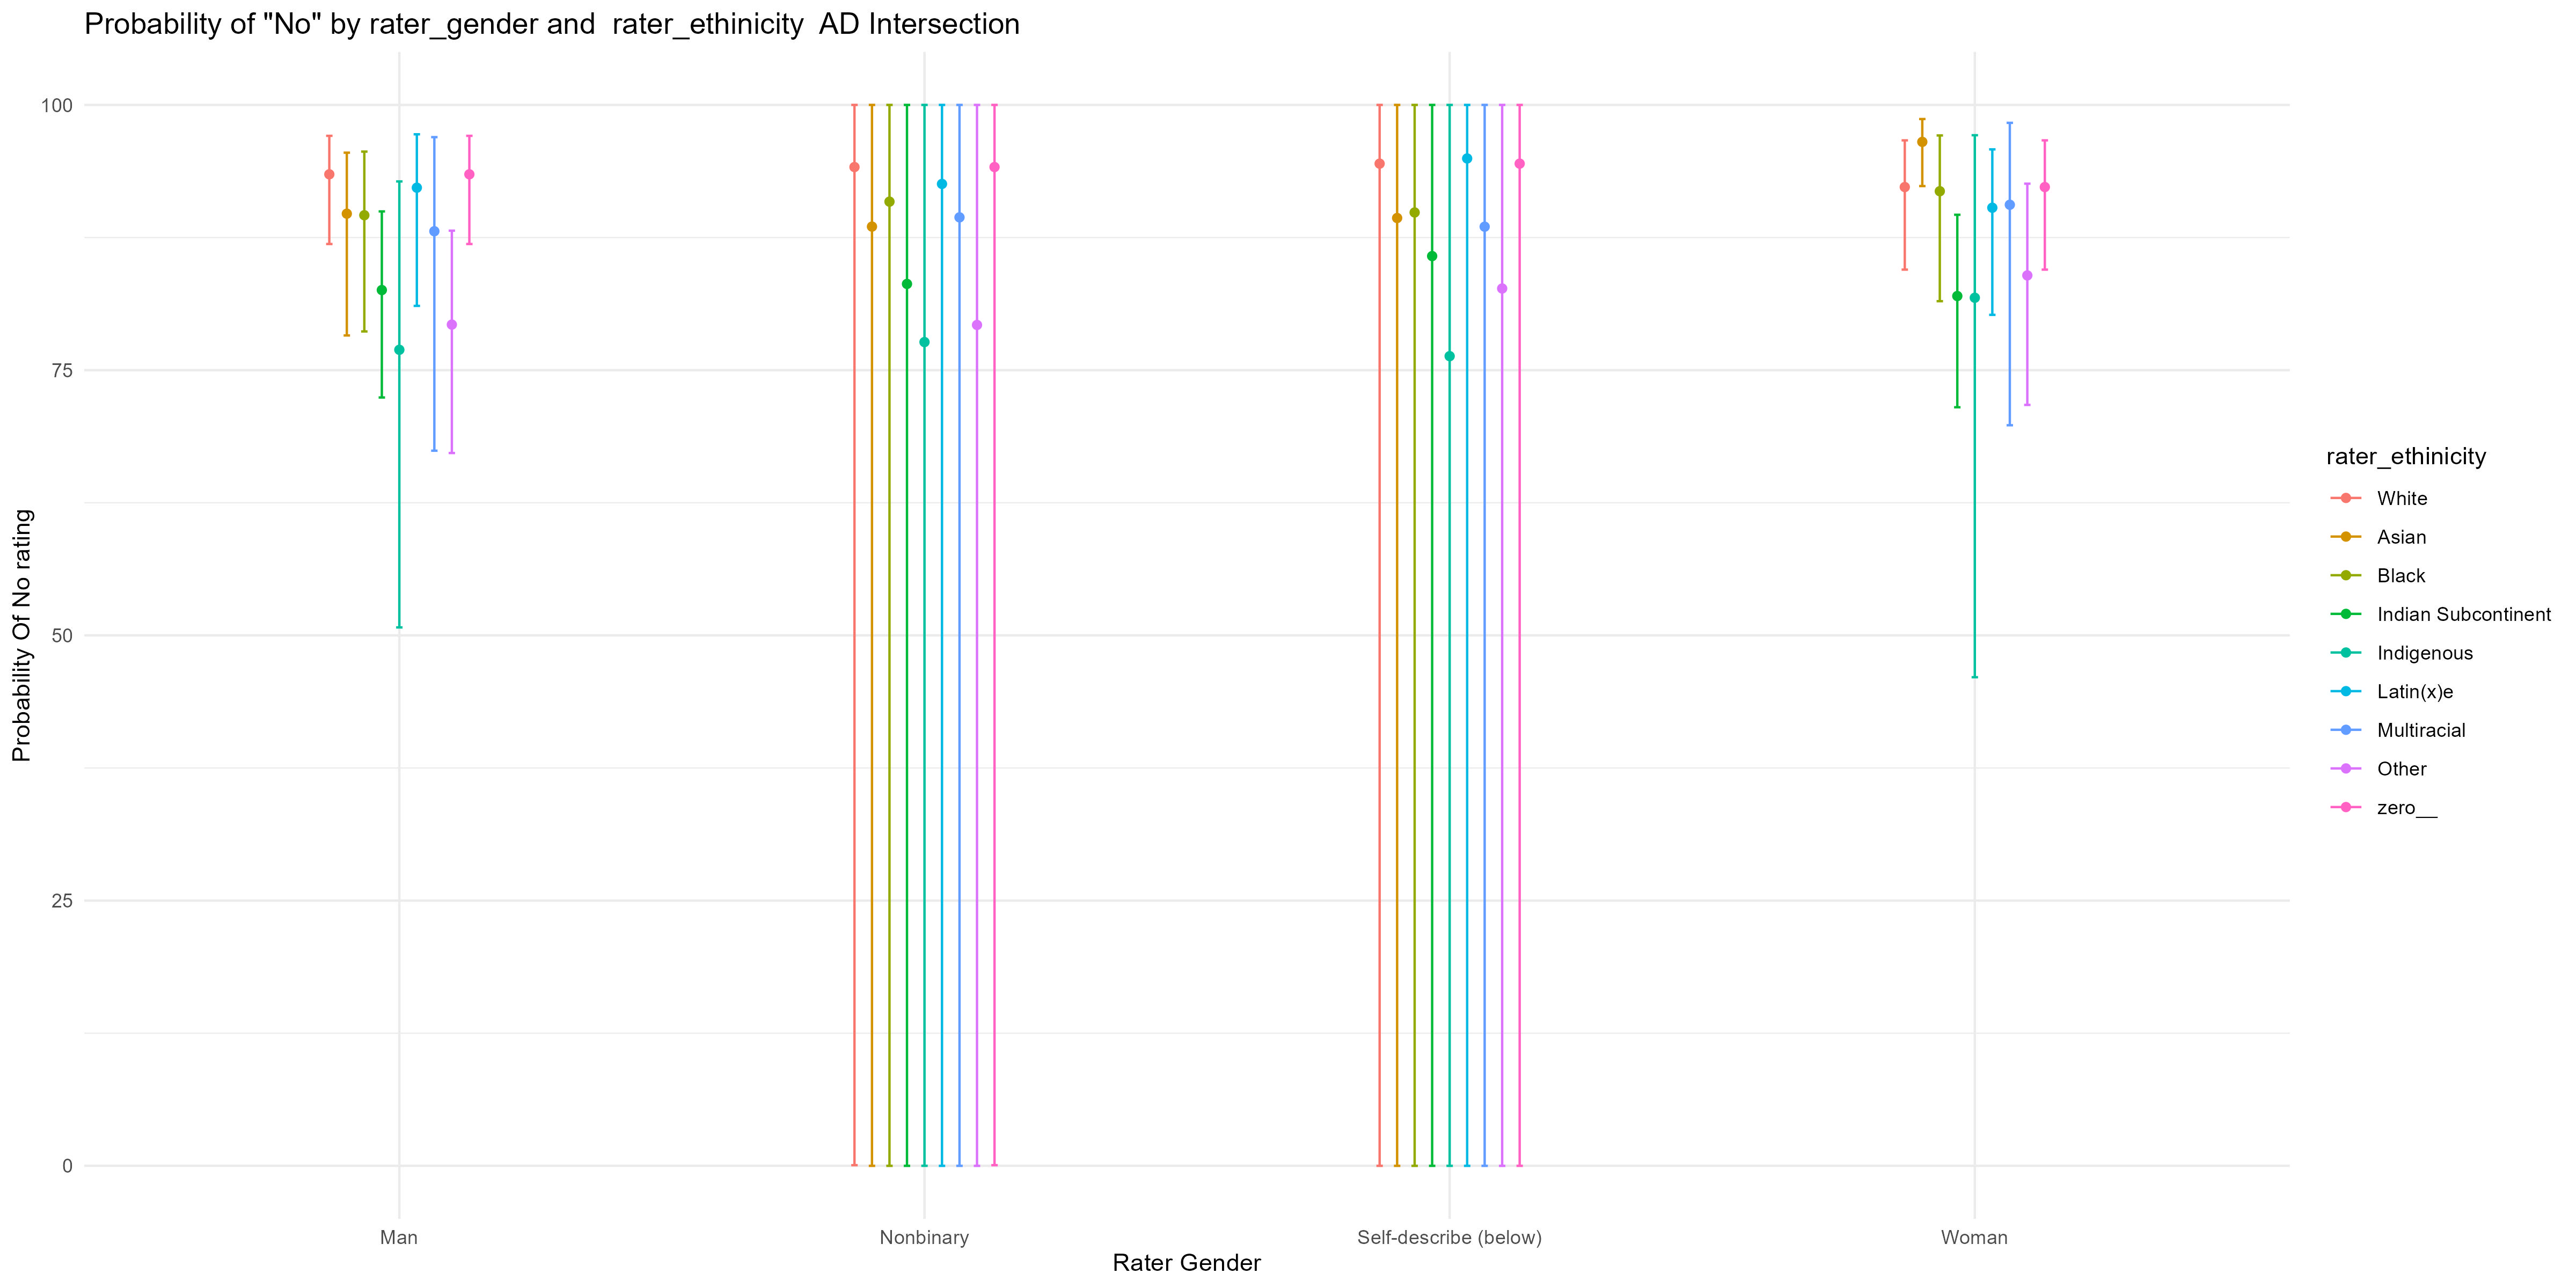 Probability of "No" by rater_gender and  rater_ethinicity  AD Intersection
100
75
50
25
0
Probability Of No rating
Man
Nonbinary
Self-describe (below)
Woman
Rater Gender
rater_ethinicity
White
Asian
Black
Indian Subcontinent
Indigenous
Latin(x)e
Multiracial
Other
zero__